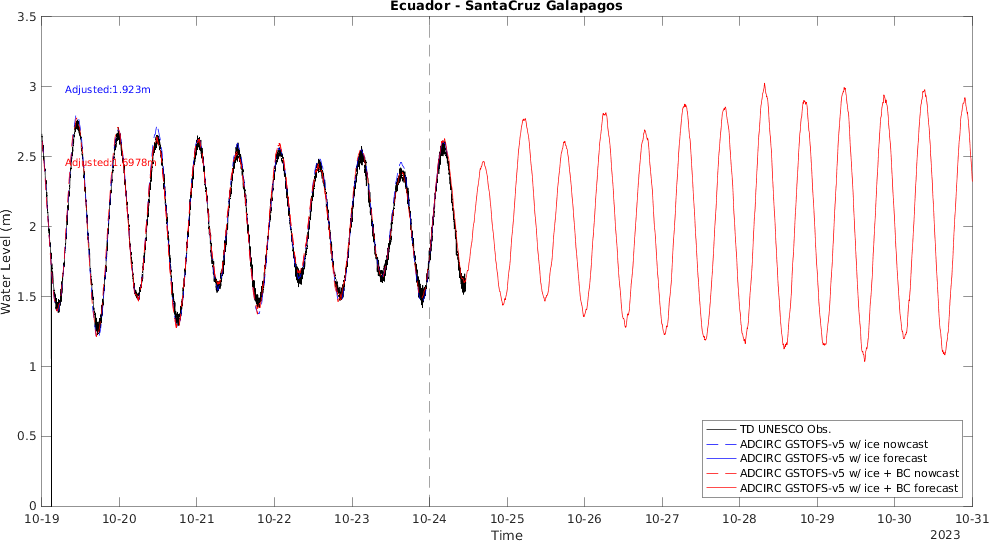 Ecuador - SantaCruz Galapagos
3.5
3
2.5
2
1.5
1
0.5
0
Water Level (m)
Adjusted:1.923m
Adjusted:1.5978m
TD UNESCO Obs.
ADCIRC GSTOFS-v5 w/ ice nowcast
ADCIRC GSTOFS-v5 w/ ice forecast
ADCIRC GSTOFS-v5 w/ ice + BC nowcast
ADCIRC GSTOFS-v5 w/ ice + BC forecast
10-19 10-20 10-21 10-22 10-23 10-24 10-25 10-26 10-27 10-28 10-29 10-30 10-31
Time
2023